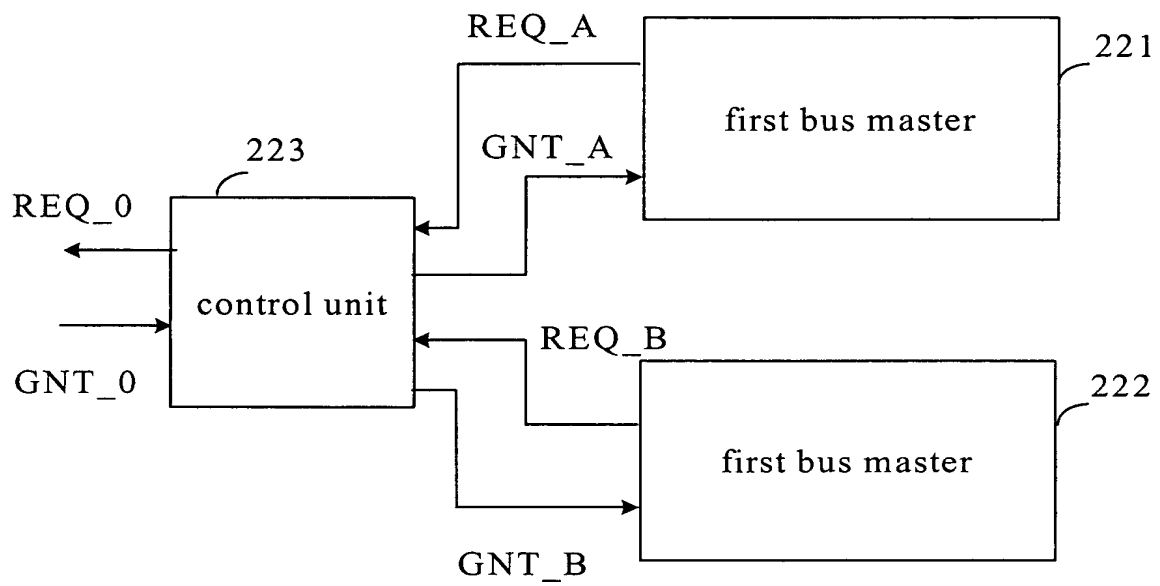 REQ_A
221
first bus master
GNT_A
223
REQ_0
control unit
REQ_B
GNT_0
222
first bus master
GNT_B